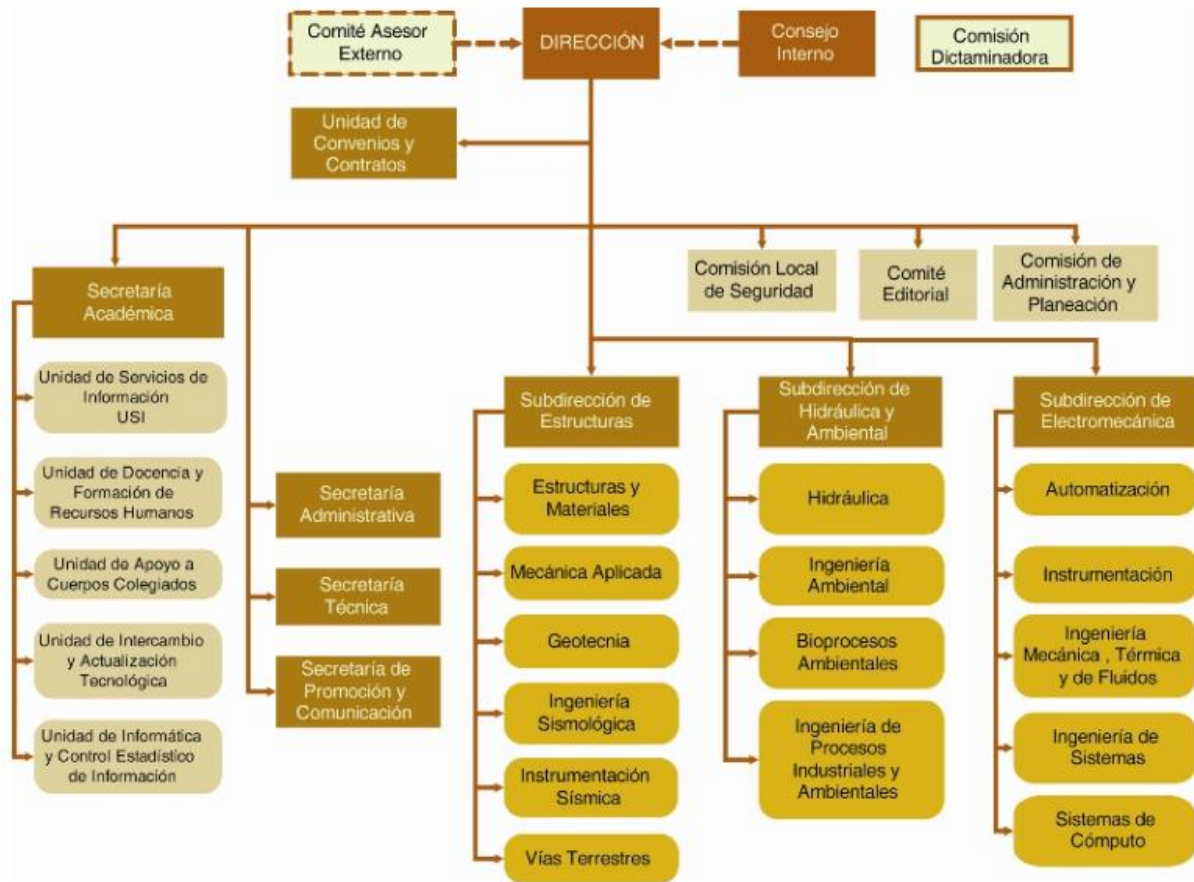 Comité Asesor
Externo
DIRECCIÓN
Consejo
Interno
Comisión
Dictaminadora
Unidad de
Convenios y
Contratos
Secretaría
Académica
Comisión Local
de Seguridad
Comité
Editorial
Comisión de
Administración y
Planeación
Unidad de Servicios de
Información
USI
Unidad de Docencia y
Formación de
Recursos Humanos
Unidad de Apoyo a
Cuerpos Colegiados
Unidad de Intercambio
y Actualización
Tecnológica
Unidad de Informática
y Control Estadístico
de Información
Secretaría
Administrativa
Secretaría
Técnica
Secretaría de
Promoción y
Comunicación
Subdirección de
Estructuras
Estructuras y
Materiales
Mecánica Aplicada
Geotecnia
Ingeniería
Sismológica
Instrumentación
Sísmica
Vías Terrestres
Subdirección de
Hidráulica y
Ambiental
Hidráulica
Ingeniería
Ambiental
Bioprocesos
Ambientales
Ingeniería de
Procesos
Industriales y
Ambientales
Subdirección de
Electromecánica
Automatización
Instrumentación
Ingeniería
Mecánica , Térmica
y de Fluidos
Ingeniería de
Sistemas
Sistemas de
Cómputo